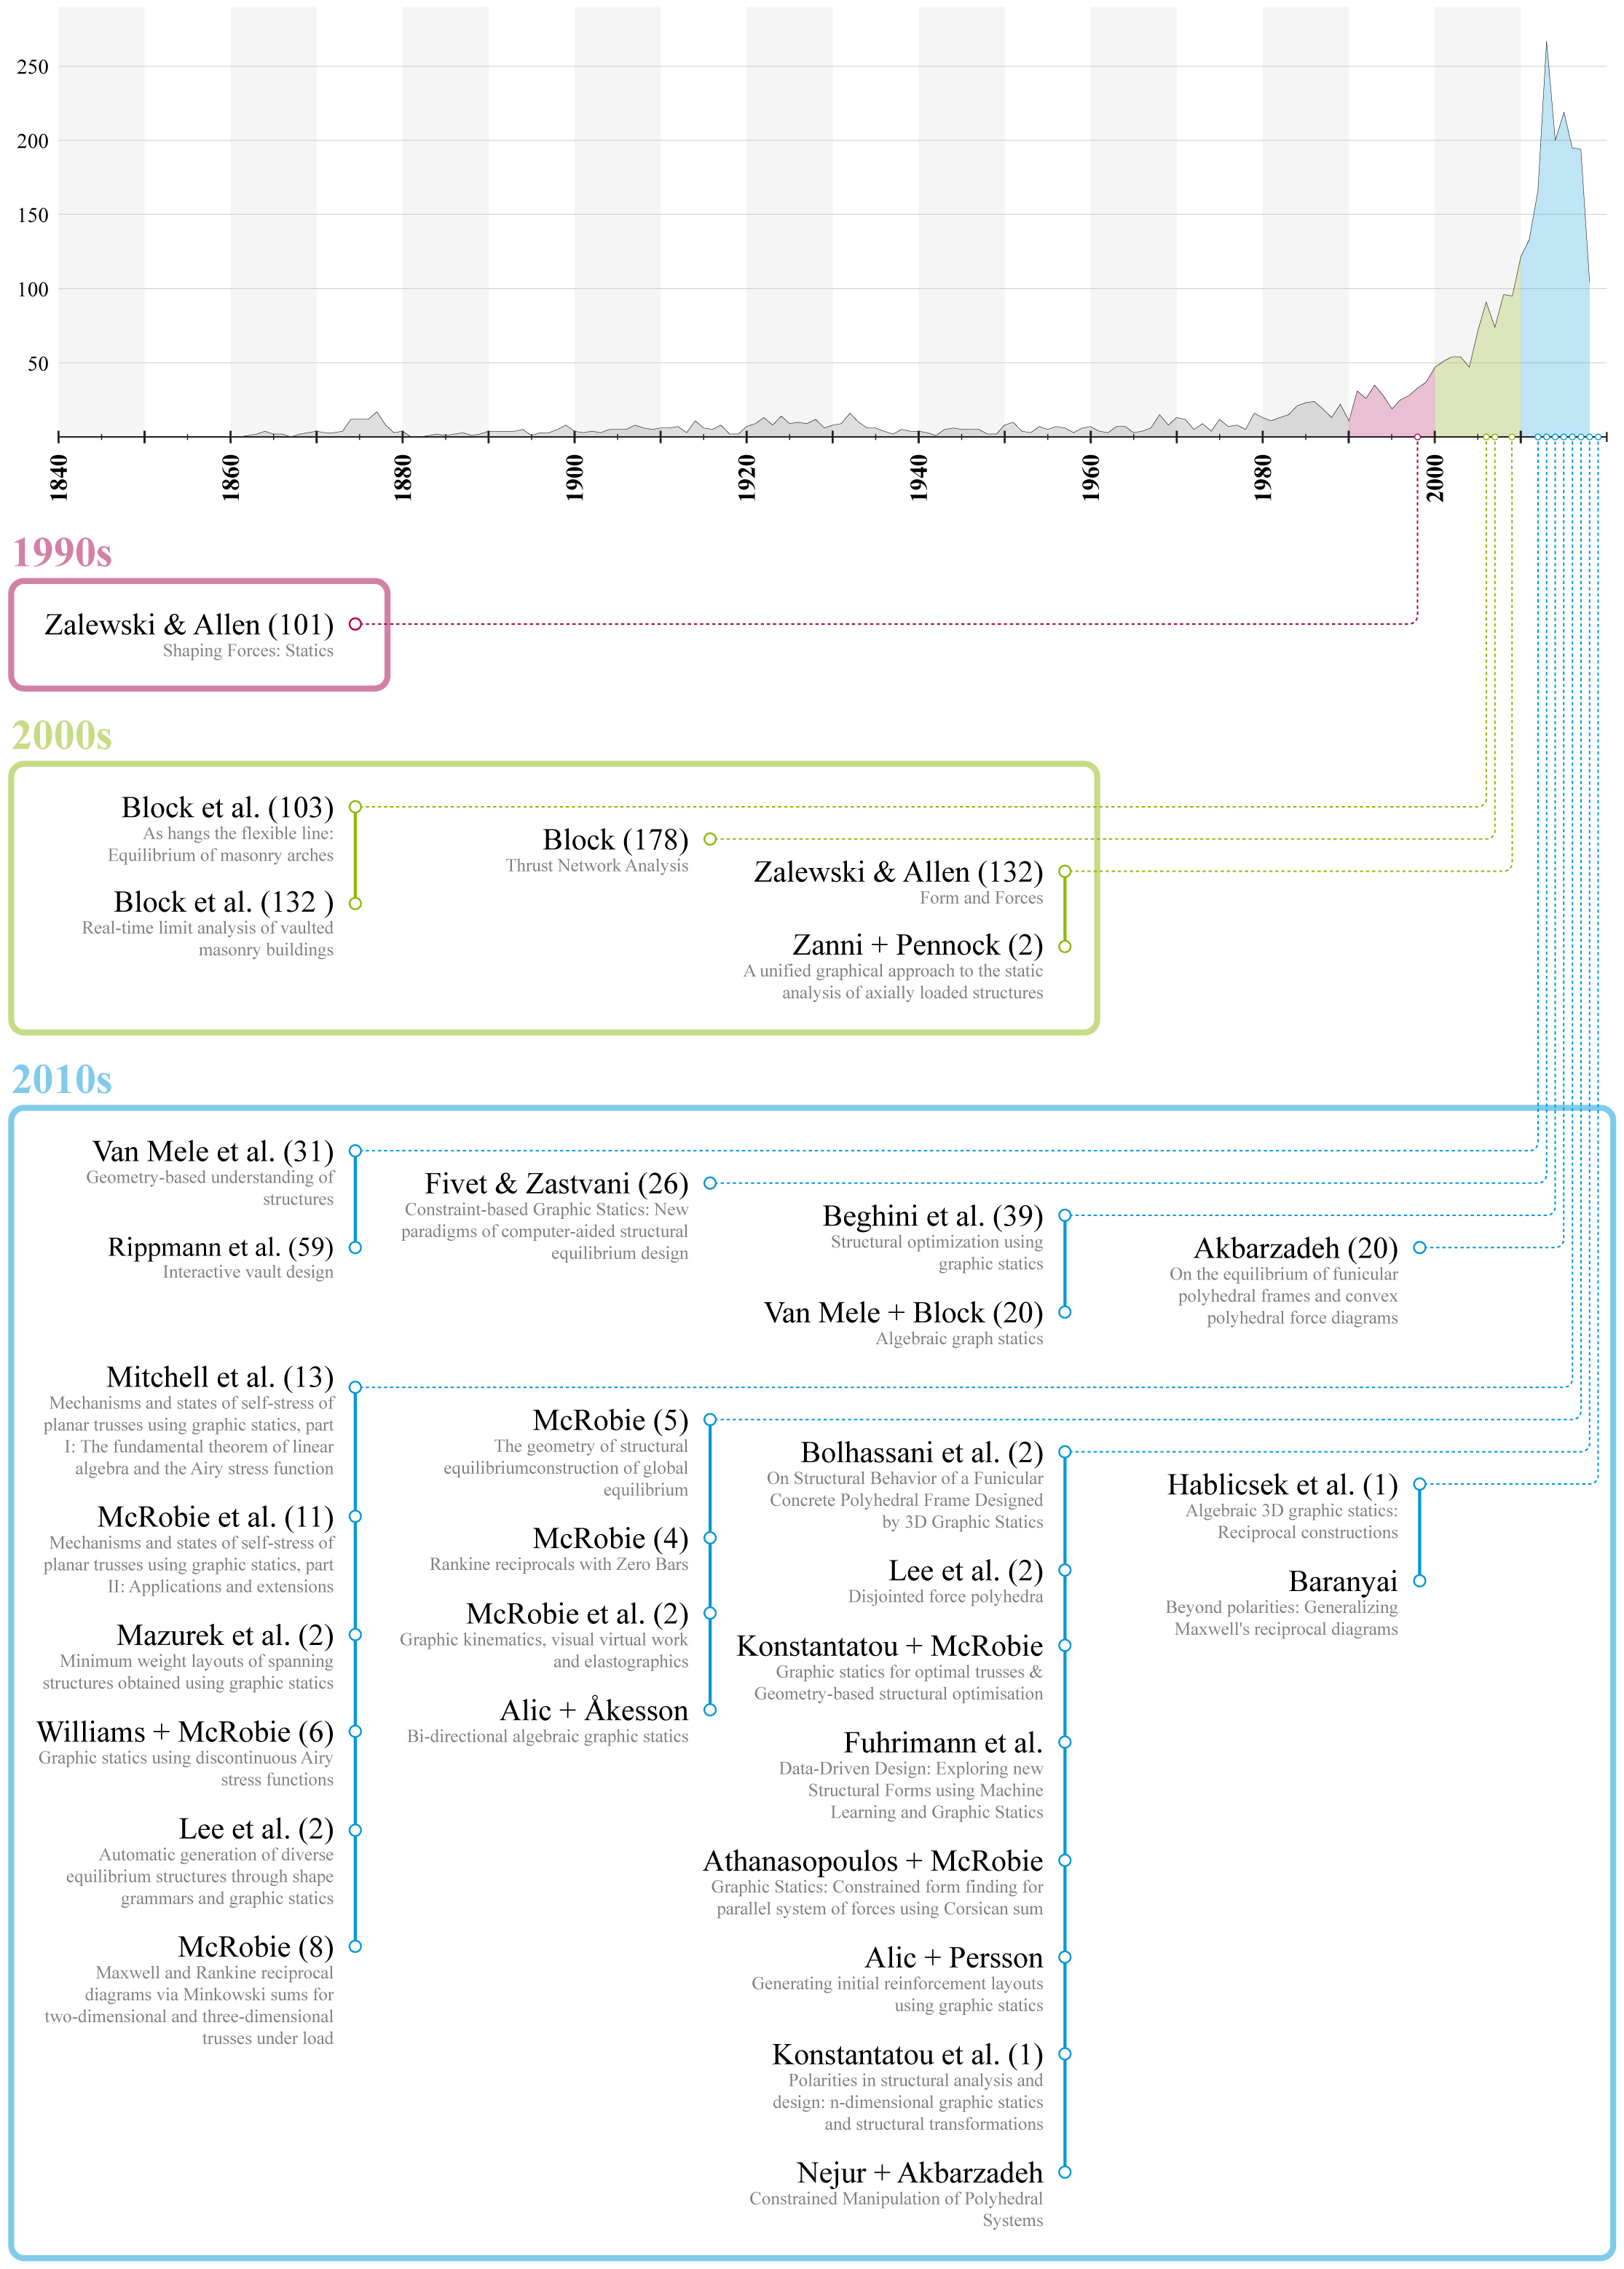 250
200
150
100
50
1840
1860
1880
1900
1920
1940
1960
1980
2000
1990s
Zalewski & Allen (101)
Shaping Forces: Statics
2000s
Block et al. (103)
As hangs the flexible line:
Equilibrium of masonry arches
Block et al. (132 )
Real-time limit analysis of vaulted
masonry buildings
Block (178)
Thrust Network Analysis
Zalewski & Allen (132)
Form and Forces
Zanni + Pennock (2)
A unified graphical approach to the static
analysis of axially loaded structures
2010s
Van Mele et al. (31)
Geometry-based understanding of
structures
Rippmann et al. (59)
Interactive vault design
Fivet & Zastvani (26)
Constraint-based Graphic Statics: New
paradigms of computer-aided structural
equilibrium design
Beghini et al. (39)
Structural optimization using
graphic statics
Van Mele + Block (20)
Algebraic graph statics
Akbarzadeh (20)
On the equilibrium of funicular
polyhedral frames and convex
polyhedral force diagrams
Mitchell et al. (13)
Mechanisms and states of self-stress of
planar trusses using graphic statics, part
I: The fundamental theorem of linear
algebra and the Airy stress function
McRobie et al. (11)
Mechanisms and states of self-stress of
planar trusses using graphic statics, part
II: Applications and extensions
Mazurek et al. (2)
Minimum weight layouts of spanning
structures obtained using graphic statics
Williams + McRobie (6)
Graphic statics using discontinuous Airy
stress functions
Lee et al. (2)
Automatic generation of diverse
equilibrium structures through shape
grammars and graphic statics
McRobie (8)
Maxwell and Rankine reciprocal
diagrams via Minkowski sums for
two-dimensional and three-dimensional
trusses under load
McRobie (5)
The geometry of structural
equilibriumconstruction of global
equilibrium
McRobie (4)
Rankine reciprocals with Zero Bars
McRobie et al. (2)
Graphic kinematics, visual virtual work
and elastographics
Alic + Åkesson
Bi-directional algebraic graphic statics
Bolhassani et al. (2)
On Structural Behavior of a Funicular
Concrete Polyhedral Frame Designed
by 3D Graphic Statics
Lee et al. (2)
Disjointed force polyhedra
Konstantatou + McRobie
Graphic statics for optimal trusses &
Geometry-based structural optimisation
Fuhrimann et al.
Data-Driven Design: Exploring new
Structural Forms using Machine
Learning and Graphic Statics
Athanasopoulos + McRobie
Graphic Statics: Constrained form finding for
parallel system of forces using Corsican sum
Alic + Persson
Generating initial reinforcement layouts
using graphic statics
Konstantatou et al. (1)
Polarities in structural analysis and
design: n-dimensional graphic statics
and structural transformations
Nejur + Akbarzadeh
Constrained Manipulation of Polyhedral
Systems
Hablicsek et al. (1)
Algebraic 3D graphic statics:
Reciprocal constructions
Baranyai
Beyond polarities: Generalizing
Maxwell's reciprocal diagrams